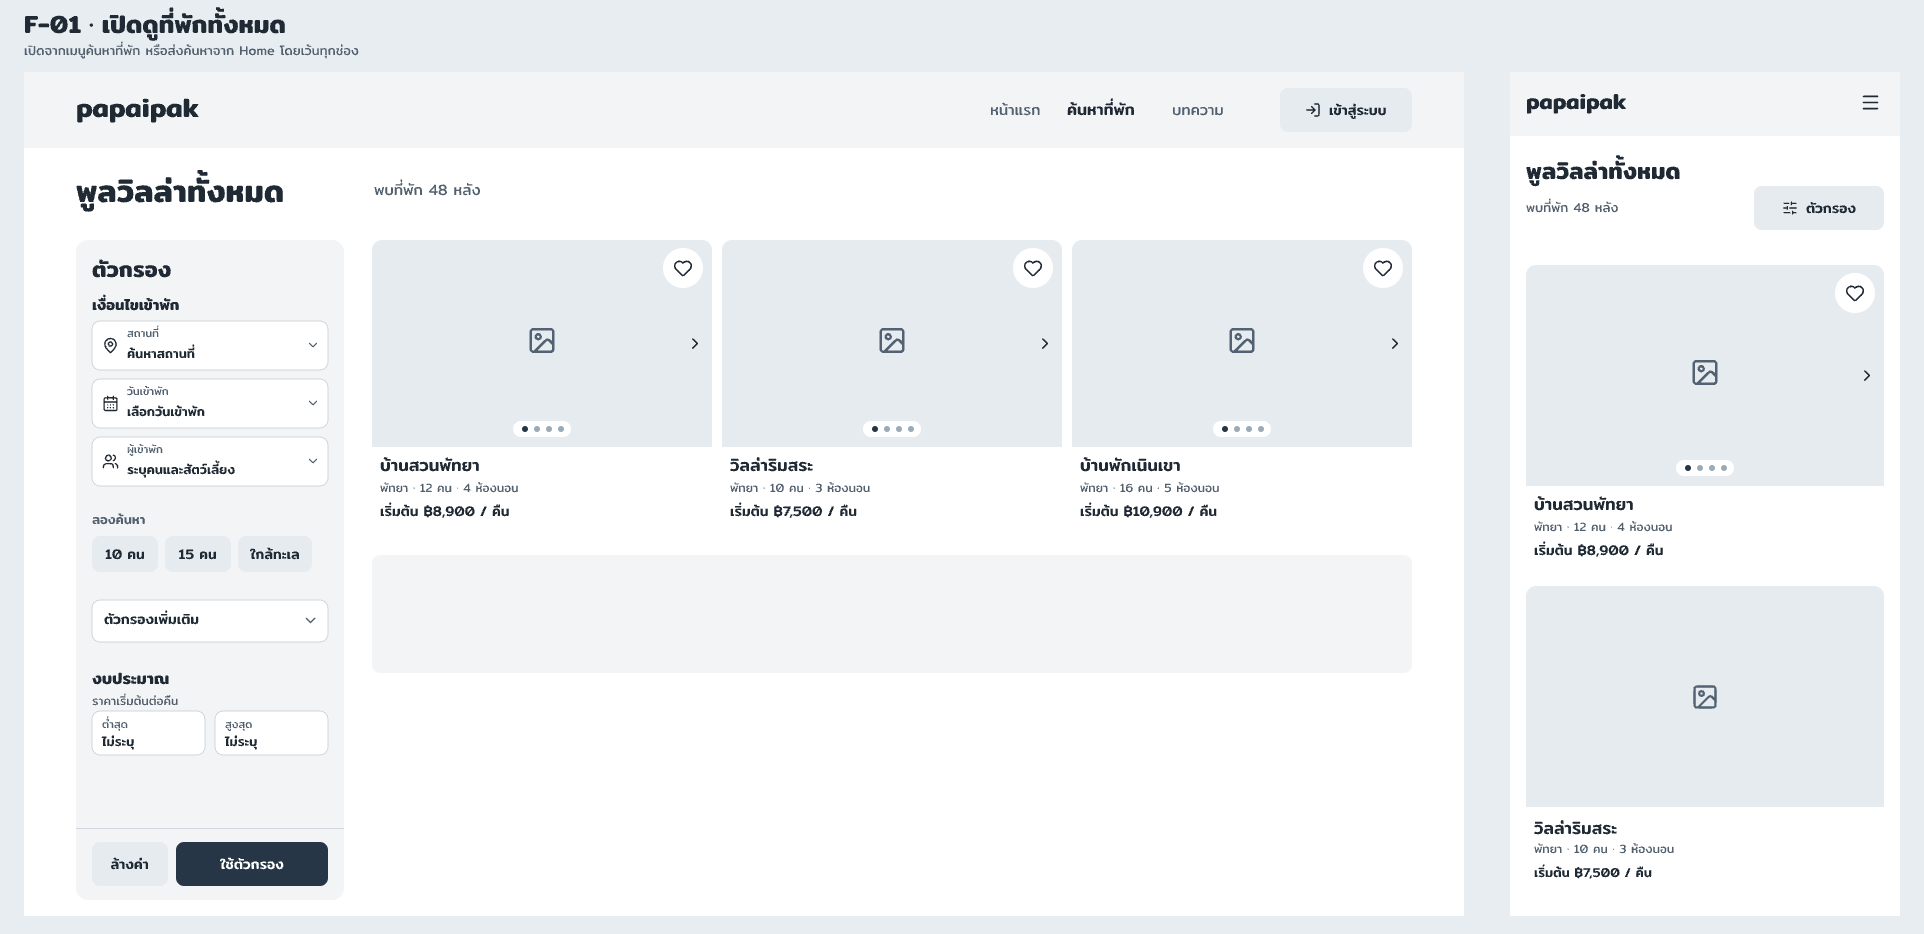 F-01 · เปิดดูที่พักทั้งหมด
เปิดจากเมนูค้นหาที่พัก หรือส่งค้นหาจาก Home โดยเว้นทุกช่อง
papaipak
หน้าแรก
ค้นหาที่พัก
บทความ
เข้าสู่ระบบ
พูลวิลล่าทั้งหมด
พบที่พัก 48 หลัง
ตัวกรอง
เงื่อนไขเข้าพัก
สถานที่
ค้นหาสถานที่
วันเข้าพัก
เลือกวันเข้าพัก
ผู้เข้าพัก
ระบุคนและสัตว์เลี้ยง
ลองค้นหา
10 คน
15 คน
ใกล้ทะเล
ตัวกรองเพิ่มเติม
งบประมาณ
ราคาเริ่มต้นต่อคืน
ต่ำสุด
ไม่ระบุ
สูงสุด
ไม่ระบุ
ล้างค่า
ใช้ตัวกรอง
บ้านสวนพัทยา
พัทยา · 12 คน · 4 ห้องนอน
เริ่มต้น ฿8,900 / คืน
วิลล่าริมสระ
พัทยา · 10 คน · 3 ห้องนอน
เริ่มต้น ฿7,500 / คืน
บ้านพักเนินเขา
พัทยา · 16 คน · 5 ห้องนอน
เริ่มต้น ฿10,900 / คืน
papaipak
พูลวิลล่าทั้งหมด
พบที่พัก 48 หลัง
ตัวกรอง
บ้านสวนพัทยา
พัทยา · 12 คน · 4 ห้องนอน
เริ่มต้น ฿8,900 / คืน
วิลล่าริมสระ
พัทยา · 10 คน · 3 ห้องนอน
เริ่มต้น ฿7,500 / คืน